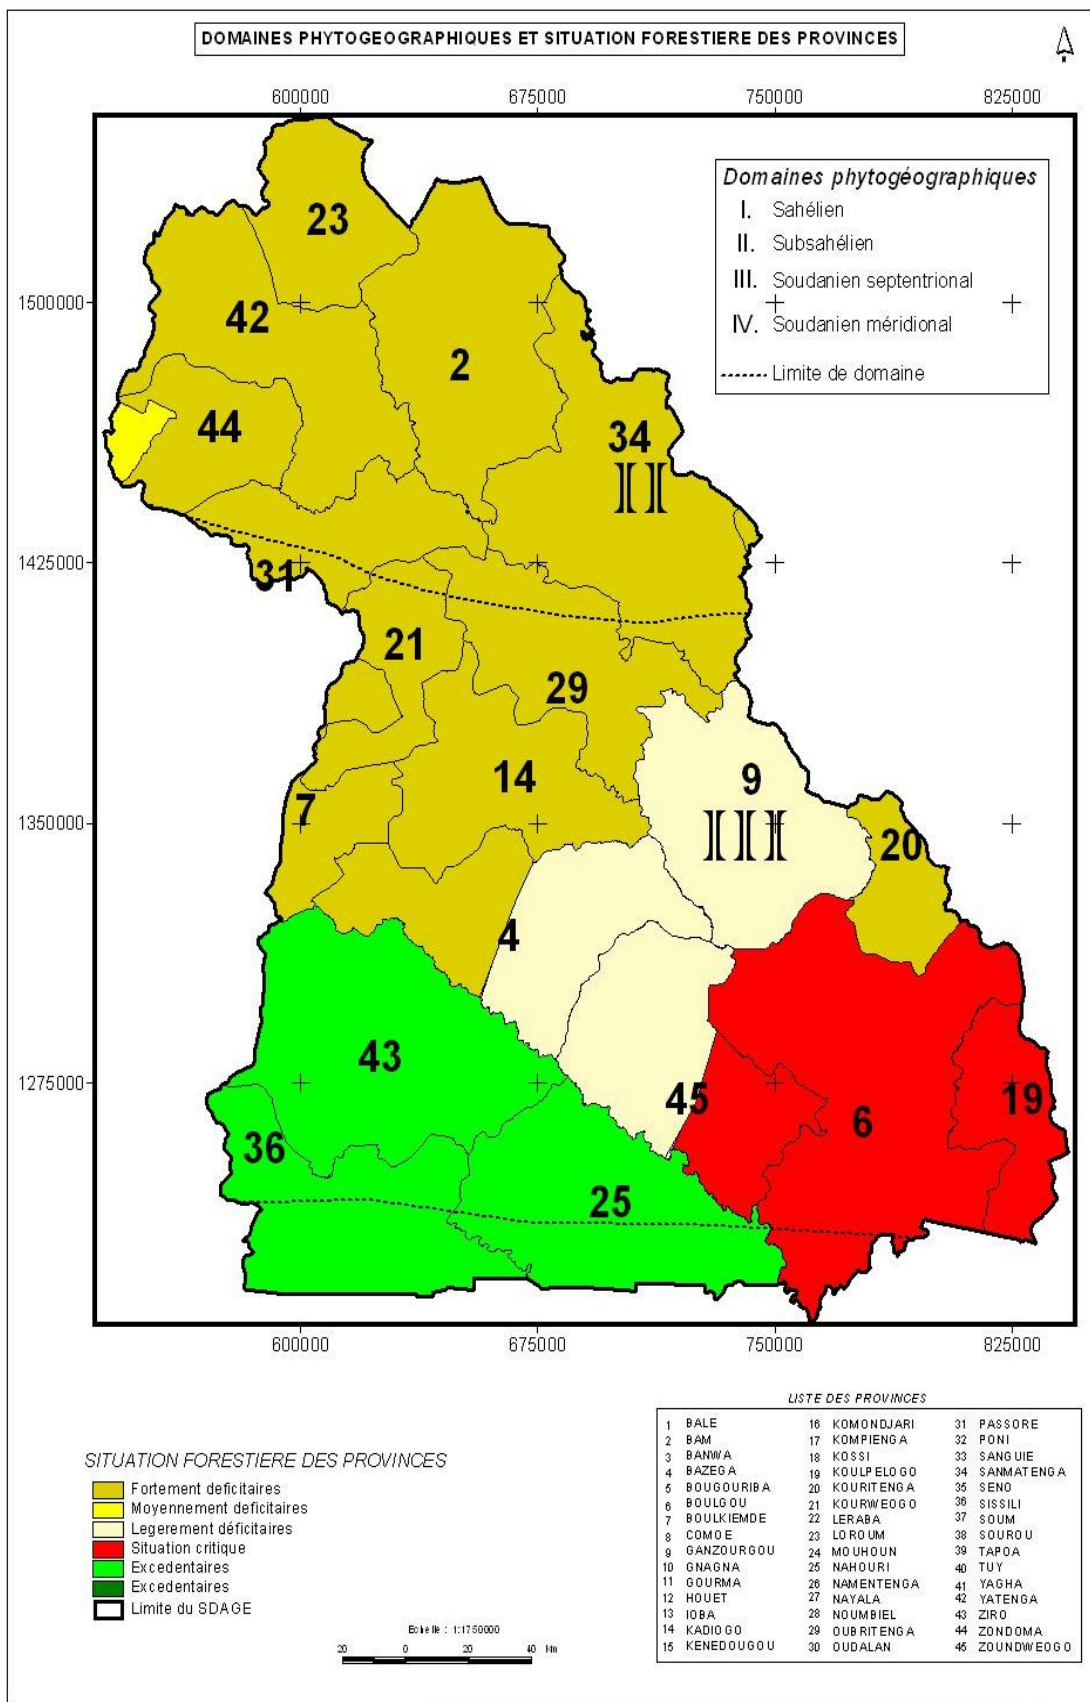 DOMAINES PHYTOGEOGRAPHIQUES ET SITUATION FORESTIERE DES PROVINCES
N
600000 675000 750000 825000
Domaines phytogéographiques
I. Sahélien
II. Subsahélien
III. Soudanien septentrional
IV. Soudanien méridional
Limite de domaine
23
1500000
42
2
44
34
II
1425000
31
21
29
14
9
7
1350000
III
20
4
43
1275000
45
6
19
36
25
600000 675000 750000 825000
SITUATION FORESTIERE DES PROVINCES
Fortement deficitaires
Moyennement deficitaires
Legerement déficitaires
Situation critique
Excedentaires
Excedentaires
Limite du SDAGE
Echelle : 1:1750000
20 0 20 40 Km
LISTE DES PROVINCES
1 BALE 16 KOMONDJARI 31 PASSORE
2 BAM 17 KOMPIENGA 32 PONI
3 BANWA 18 KOSSI 33 SANGUIE
4 BAZEGA 19 KOULPELOGO 34 SANMATENGA
5 BOUGOURIBA 20 KOURITENGA 35 SENO
6 BOULGOU 21 KOURWEOGO 36 SISSILI
7 BOULKIEMDE 22 LERABA 37 SOUM
8 COMOE 23 LOROUM 38 SOUROU
9 GANZOURGOU 24 MOUHOUN 39 TAPOA
10 GNAGNA 25 NAHOURI 40 TUY
11 GOURMA 26 NAMENTENGA 41 YAGHA
12 HOUET 27 NAYALA 42 YATENGA
13 IOBA 28 NOUMBIEL 43 ZIRO
14 KADIOGO 29 OUBRITENGA 44 ZONDOMA
15 KENEDOUGOU 30 OUDALAN 45 ZOUNDWEOGO